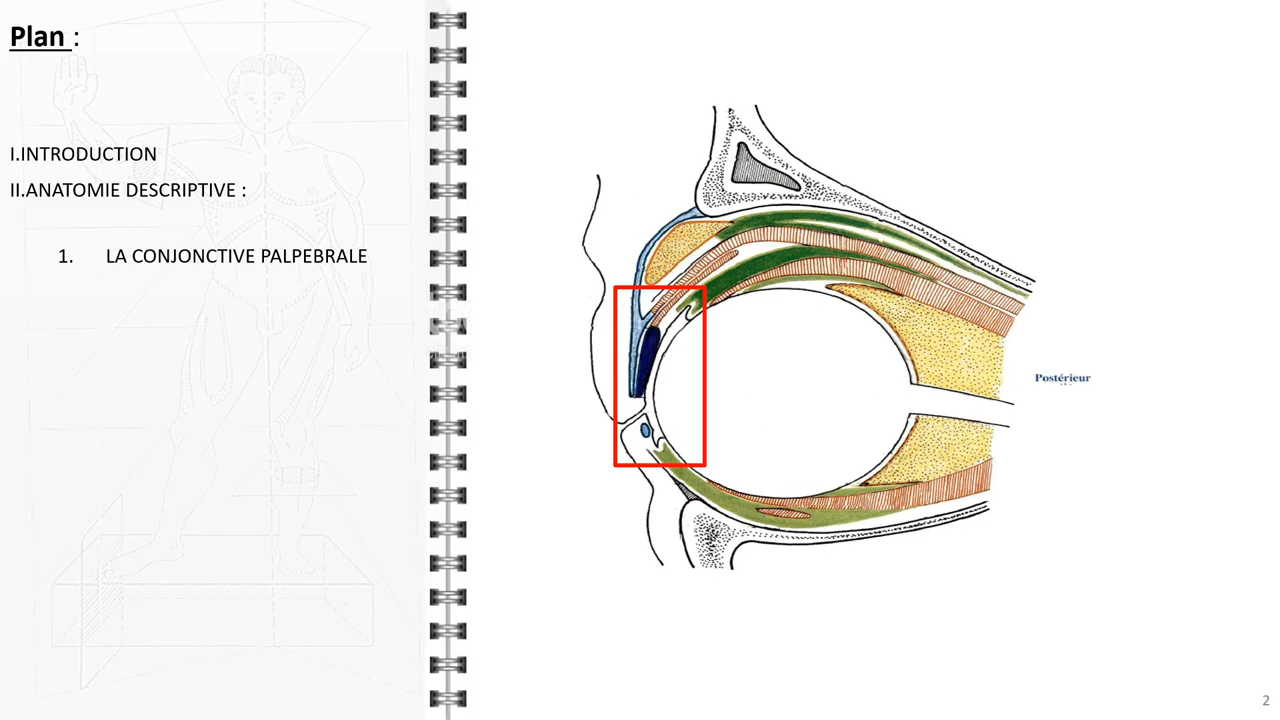 Plan :
I.INTRODUCTION
II.ANATOMIE DESCRIPTIVE :
1. LA CONJONCTIVE PALPEBRALE
Postérieur
2